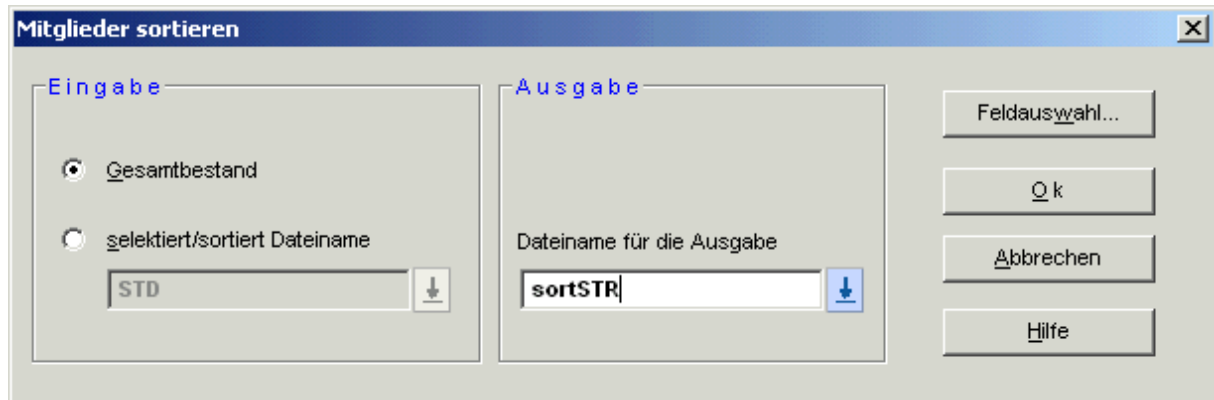 Mitglieder sortieren
Eingabe
Gesamtbestand
selektiert/sortiert Dateiname
STD
Ausgabe
Dateiname für die Ausgabe
sortSTR
Feldauswahl...
Ok
Abbrechen
Hilfe